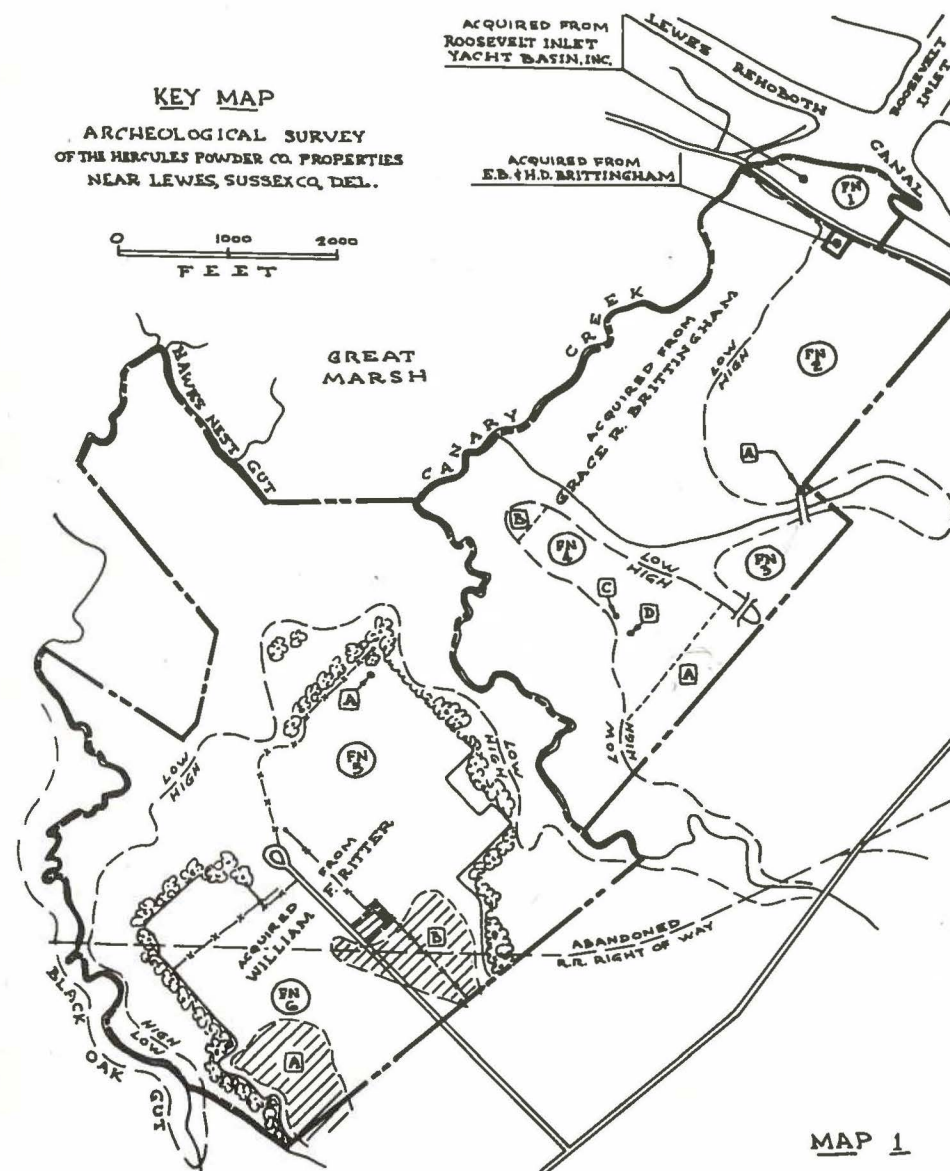 KEY MAP
ARCHEOLOGICAL SURVEY
OF THE HERCULES POWDER CO. PROPERTIES
NEAR LEWES, SUSSEX CO, DEL.
0 1000 2000
FEET
ACQUIRED FROM
ROOSEVELT INLET
YACHT BASIN, INC.
LEWES REHOBOTH
CANAL
ROOSEVELT
INLET
ACQUIRED FROM
E.B. & H.D. BRITTINGHAM
FN
1
CANARY CREEK
ACQUIRED FROM
GRACE R. BRITTINGHAM
LOW
HIGH
FN
2
GREAT
MARSH
HAWKS NEST GUT
A
B
FN
4
LOW
HIGH
FN
3
C
D
A
LOW
HIGH
A
FN
5
LOW
HIGH
LOW
HIGH
ACQUIRED FROM
WILLIAM F. RITTER
B
ABANDONED
R.R. RIGHT OF WAY
FN
6
A
HIGH
LOW
BLACK
OAK
GUT
MAP 1